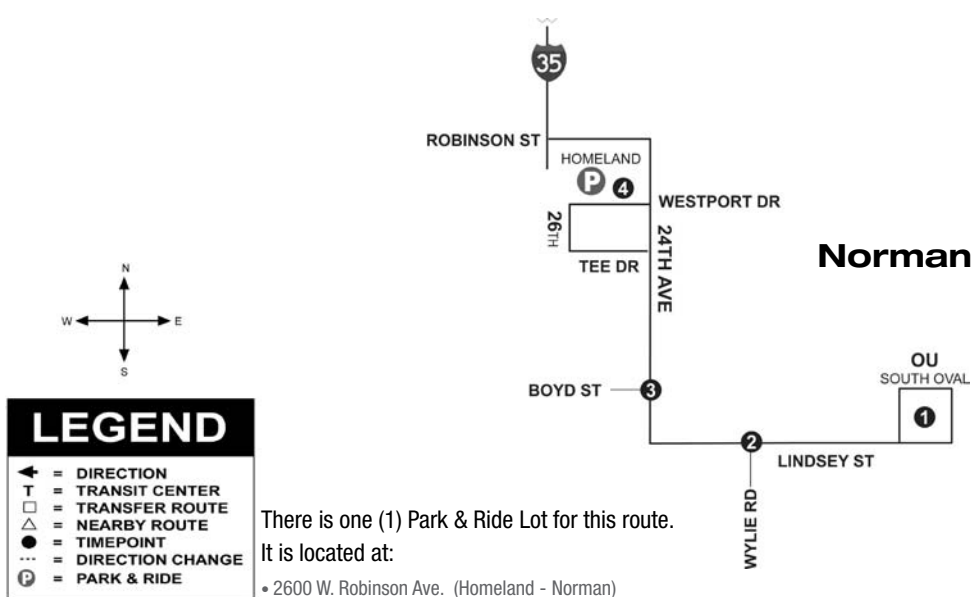 35
ROBINSON ST
HOMELAND
P 4
WESTPORT DR
26TH
24TH AVE
TEE DR
Norman
N
W E
S
BOYD ST
3
OU
SOUTH OVAL
1
2
LINDSEY ST
WYLIE RD
LEGEND
= DIRECTION
T = TRANSIT CENTER
= TRANSFER ROUTE
= NEARBY ROUTE
= TIMEPOINT
--- = DIRECTION CHANGE
P = PARK & RIDE
There is one (1) Park & Ride Lot for this route.
It is located at:
• 2600 W. Robinson Ave. (Homeland - Norman)